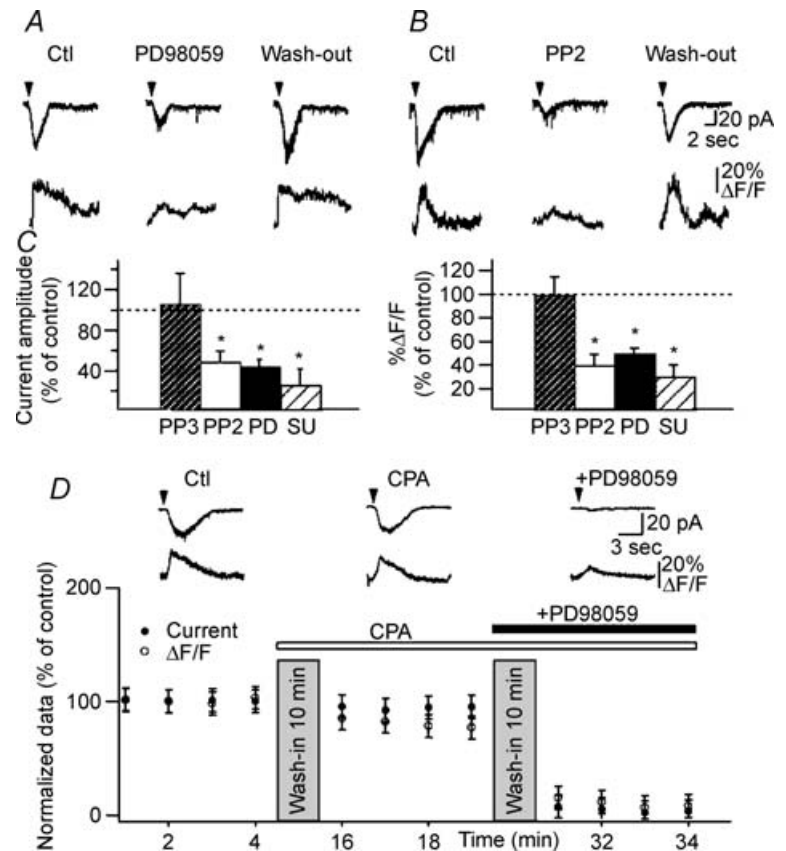 A
Ctl PD98059 Wash-out
B
Ctl PP2 Wash-out
20 pA
2 sec
20%
ΔF/F
C
Current amplitude
(% of control)
120
80
40
PP3 PP2 PD SU
* * *
%ΔF/F
(% of control)
120
100
80
60
40
20
PP3 PP2 PD SU
* * *
D
Ctl CPA +PD98059
20 pA
3 sec
20%
ΔF/F
Normalized data (% of control)
200
100
0
Current
ΔF/F
CPA
+PD98059
Wash-in 10 min
Wash-in 10 min
2 4 16 18 Time (min) 32 34